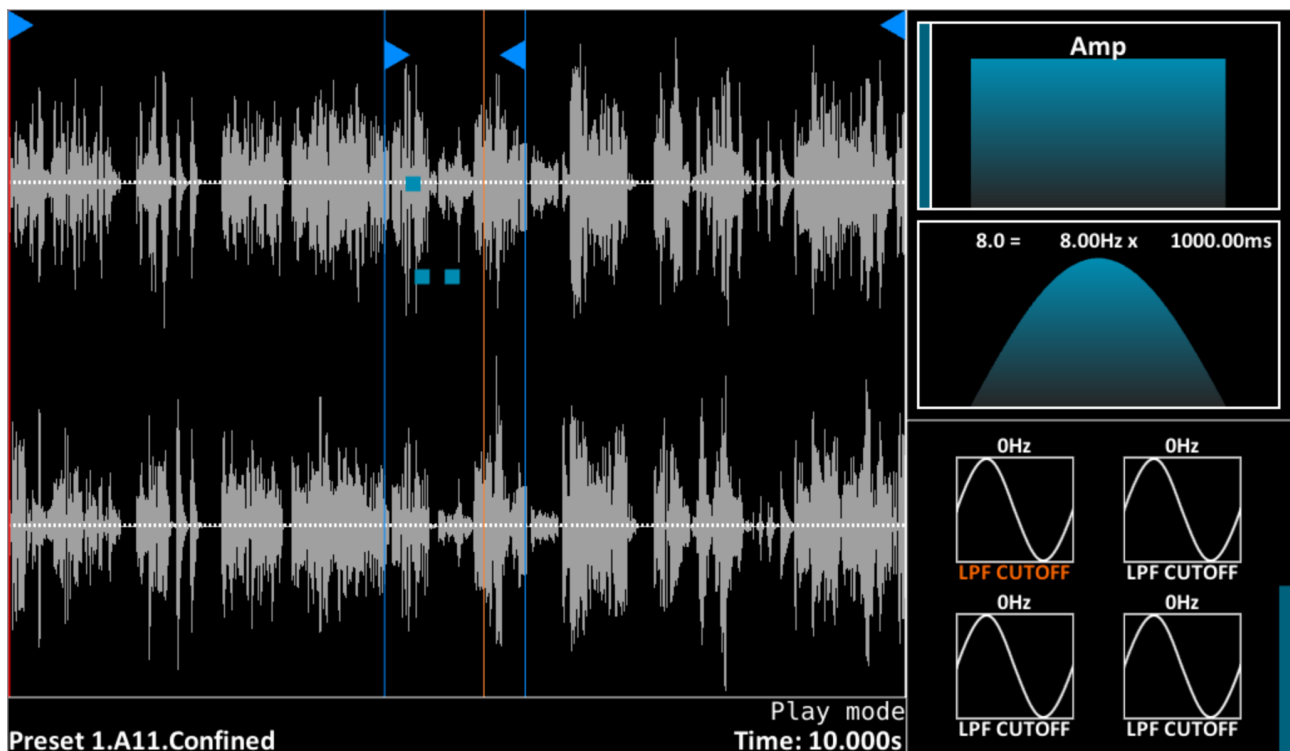 Amp
8.0 = 8.00Hz x 1000.00ms
0Hz 0Hz
LPF CUTOFF LPF CUTOFF
0Hz 0Hz
LPF CUTOFF LPF CUTOFF
Play mode
Preset 1.A11.Confined Time: 10.000s